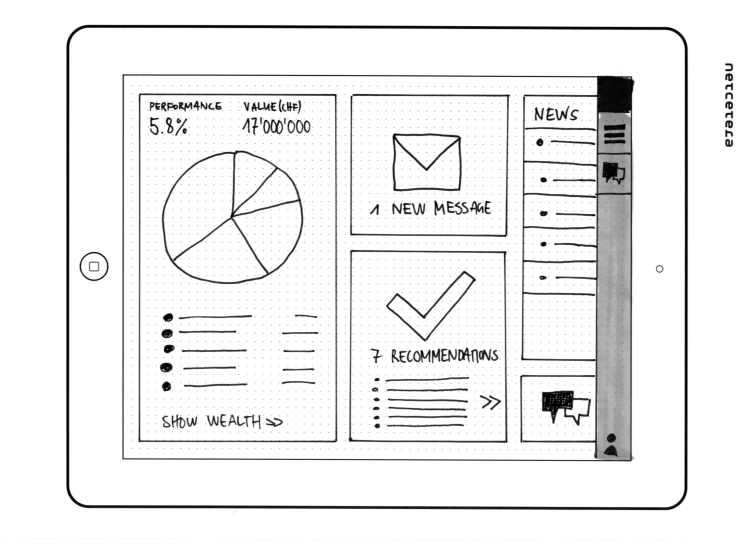 PERFORMANCE VALUE (CHF)
5.8% 17'000'000
SHOW WEALTH >>
1 NEW MESSAGE
7 RECOMMENDATIONS
>>
NEWS
netcetera